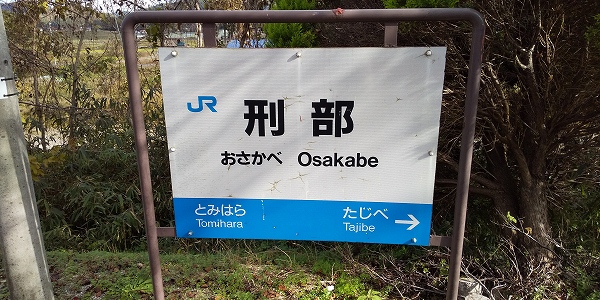 JR
刑部
おさかべ Osakabe
とみはら たじべ
Tomihara Tajibe →